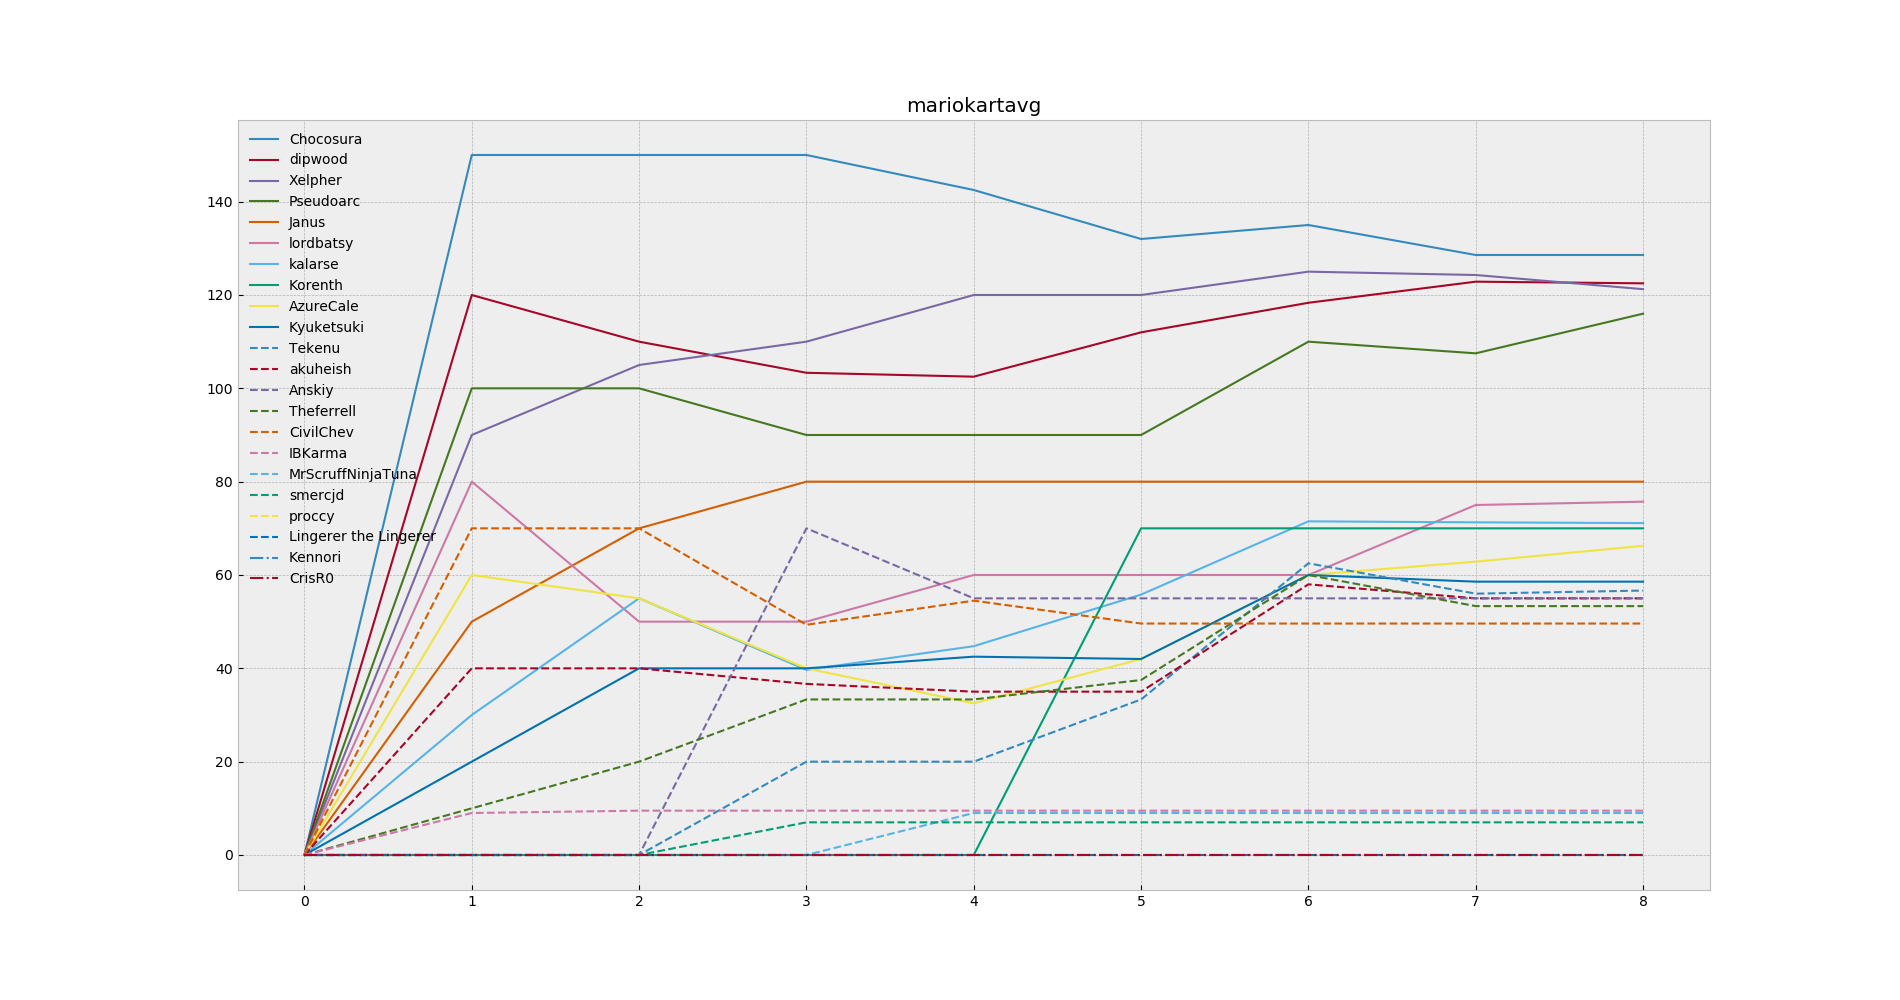 mariokartavg
Chocosura
dipwood
Xelpher
Pseudoarc
Janus
lordbatsy
kalarse
Korenth
AzureCale
Kyuketsuki
Tekenu
akuheish
Anskiy
Theferrell
CivilChev
IBKarma
MrScruffNinjaTuna
smercjd
proccy
Lingerer the Lingerer
Kennori
CrisR0
140
120
100
80
60
40
20
0
0 1 2 3 4 5 6 7 8